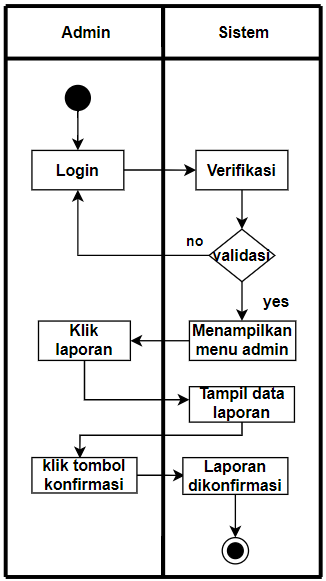 Admin
Sistem
Login
Verifikasi
no
validasi
yes
Klik
laporan
Menampilkan
menu admin
Tampil data
laporan
klik tombol
konfirmasi
Laporan
dikonfirmasi